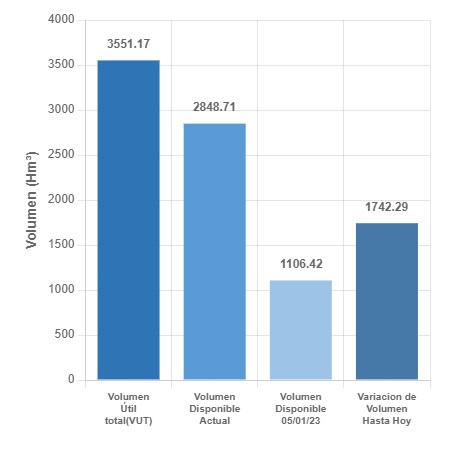 4000
3500
3000
2500
2000
1500
1000
500
0
Volumen (Hm³)
3551.17
2848.71
1106.42
1742.29
Volumen
Útil
total(VUT)
Volumen
Disponible
Actual
Volumen
Disponible
05/01/23
Variacion de
Volumen
Hasta Hoy